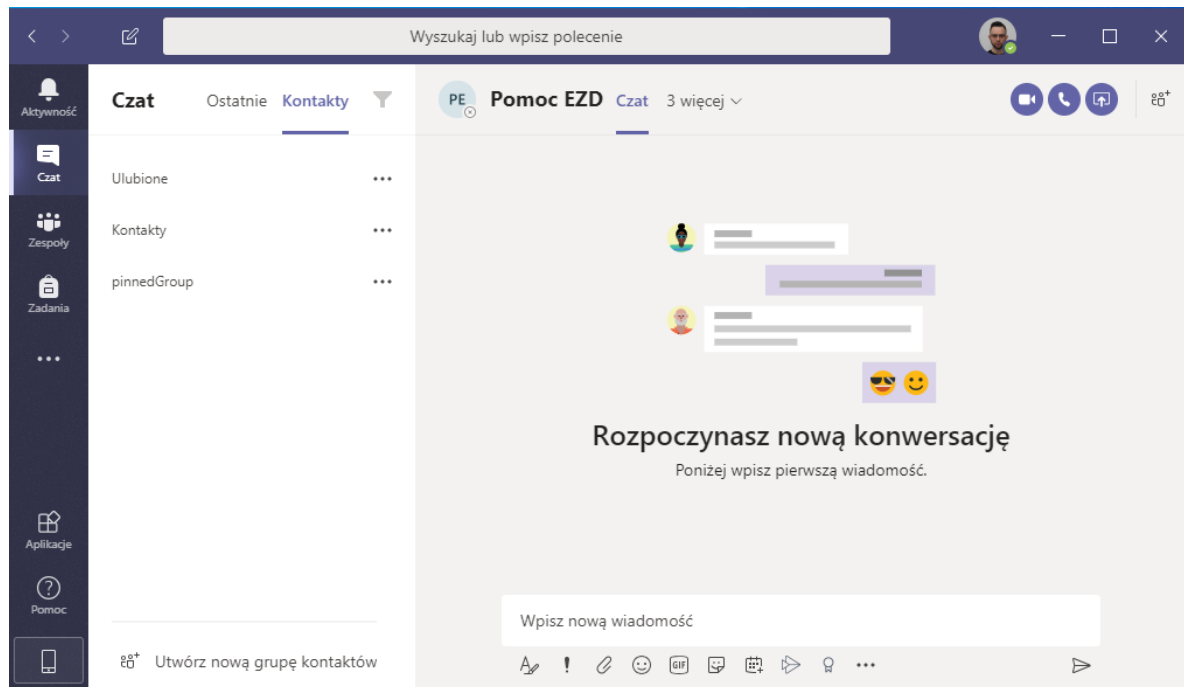 Wyszukaj lub wpisz polecenie
Aktywność
Czat
Zespoły
Zadania
Aplikacje
Pomoc
Czat Ostatnie Kontakty
Ulubione
Kontakty
pinnedGroup
Utwórz nową grupę kontaktów
PE Pomoc EZD Czat 3 więcej
Rozpoczynasz nową konwersację
Poniżej wpisz pierwszą wiadomość.
Wpisz nową wiadomość
GIF